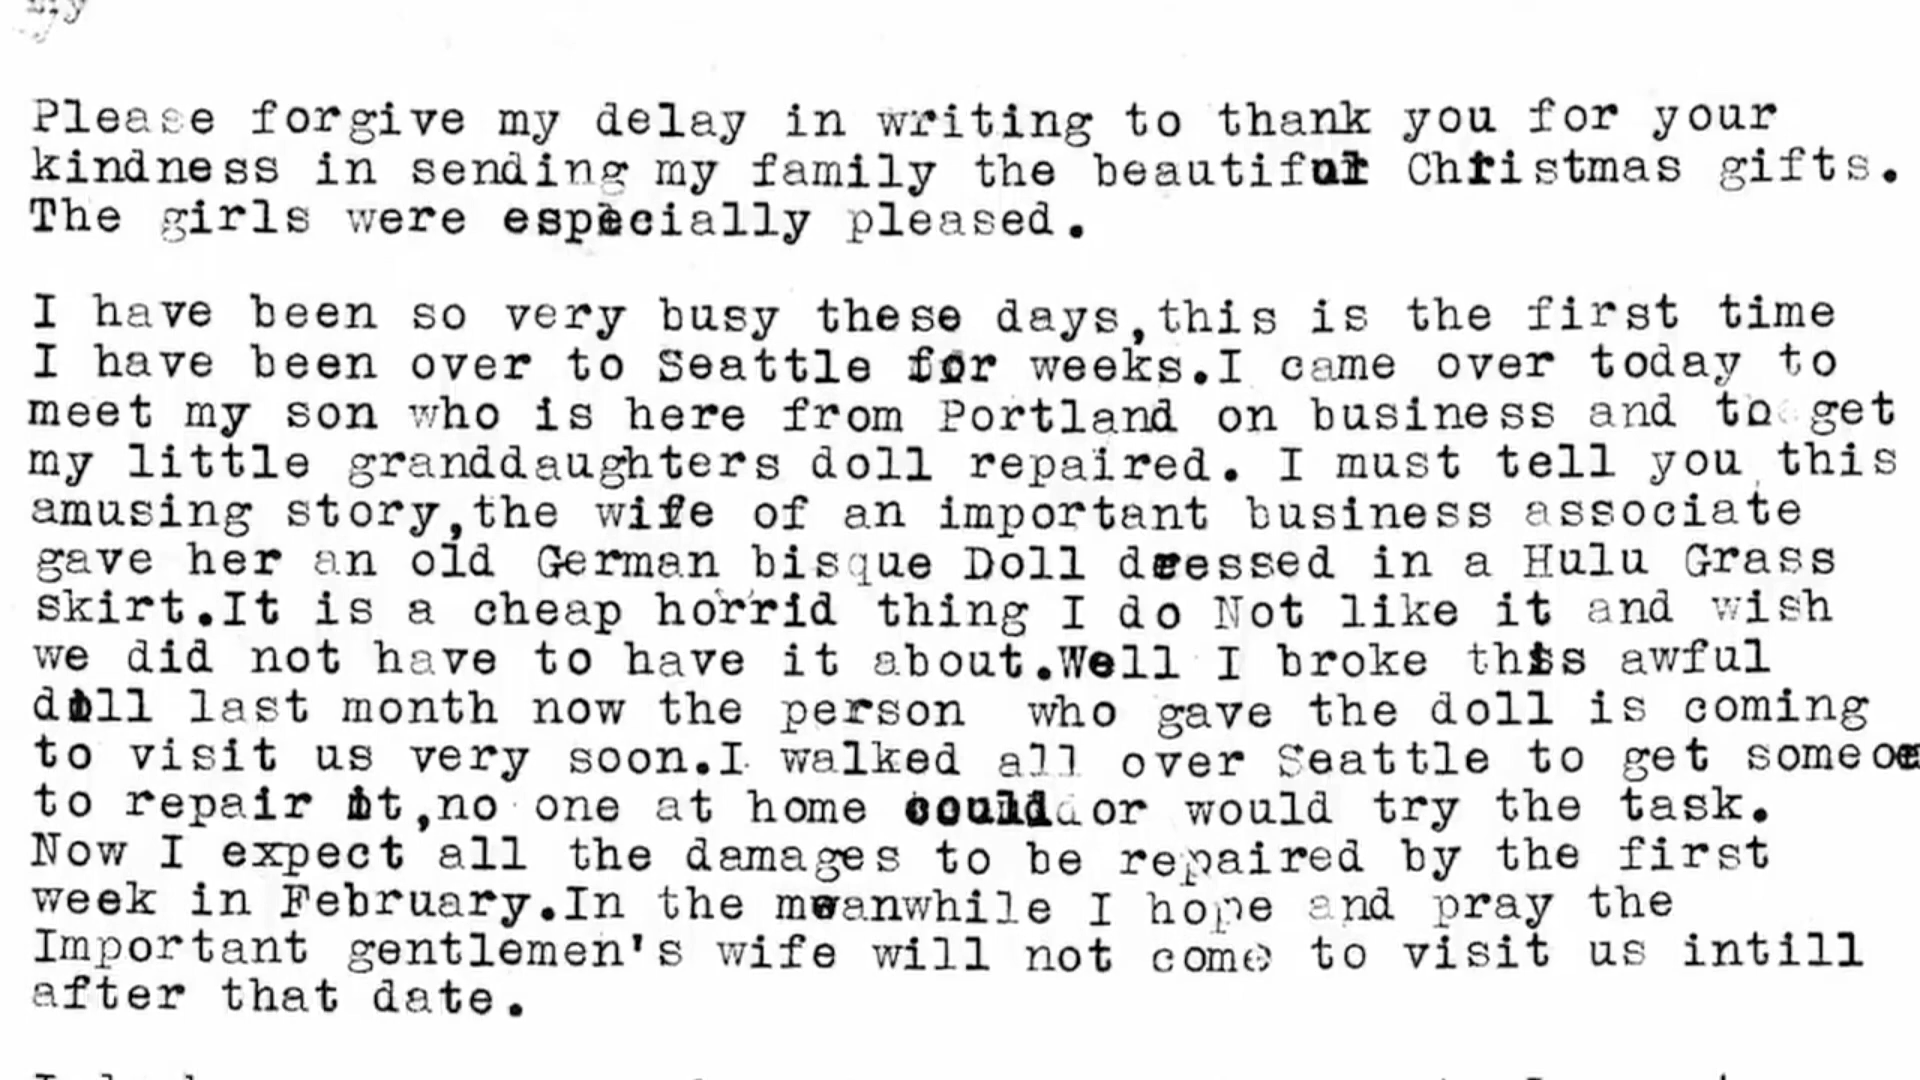 Please forgive my delay in writing to thank you for your
kindness in sending my family the beautiful Christmas gifts.
The girls were especially pleased.
I have been so very busy these days,this is the first time
I have been over to Seattle for weeks.I came over today to
meet my son who is here from Portland on business and to get
my little granddaughters doll repaired. I must tell you this
amusing story,the wife of an important business associate
gave her an old German bisque Doll dressed in a Hulu Grass
skirt.It is a cheap horrid thing I do Not like it and wish
we did not have to have it about.Well I broke this awful
doll last month now the person who gave the doll is coming
to visit us very soon.I walked all over Seattle to get
to repair it,no one at home could or would try the task.
Now I expect all the damages to be repaired by the first
week in February.In the meanwhile I hope and pray the
Important gentlemen's wife will not come to visit us intill
after that date.